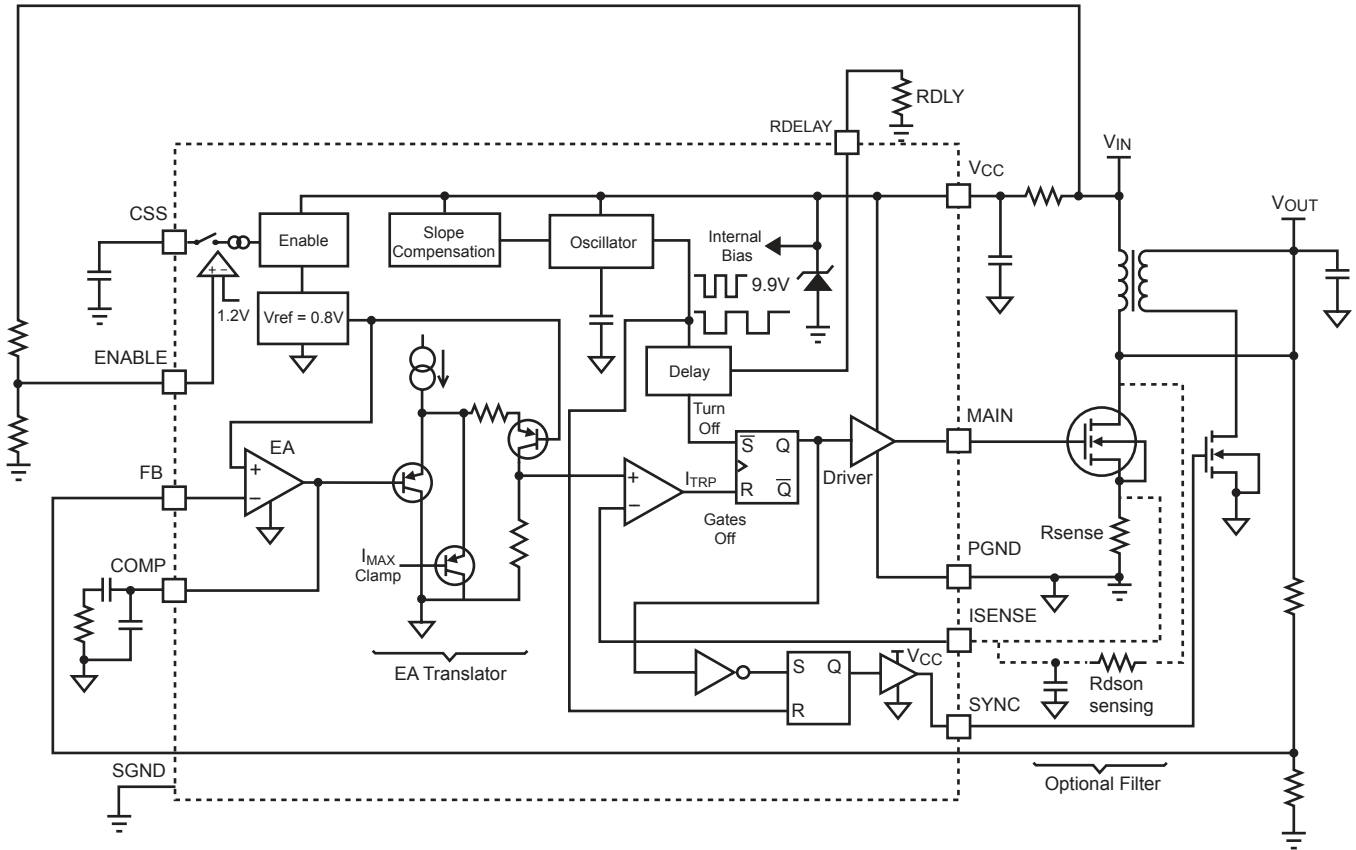 RDLY
RDELAY
VIN
VCC
VOUT
CSS
Enable
Slope
Compensation
Oscillator
Internal
Bias
9.9V
+ −
1.2V
Vref = 0.8V
ENABLE
Delay
Turn
Off
MAIN
EA
+
−
FB
S̅ Q
R Q̅
Driver
+
−
ITRP
Gates
Off
Rsense
COMP
IMAX
Clamp
PGND
ISENSE
EA Translator
S Q
R
VCC
Rdson
sensing
SYNC
SGND
Optional Filter